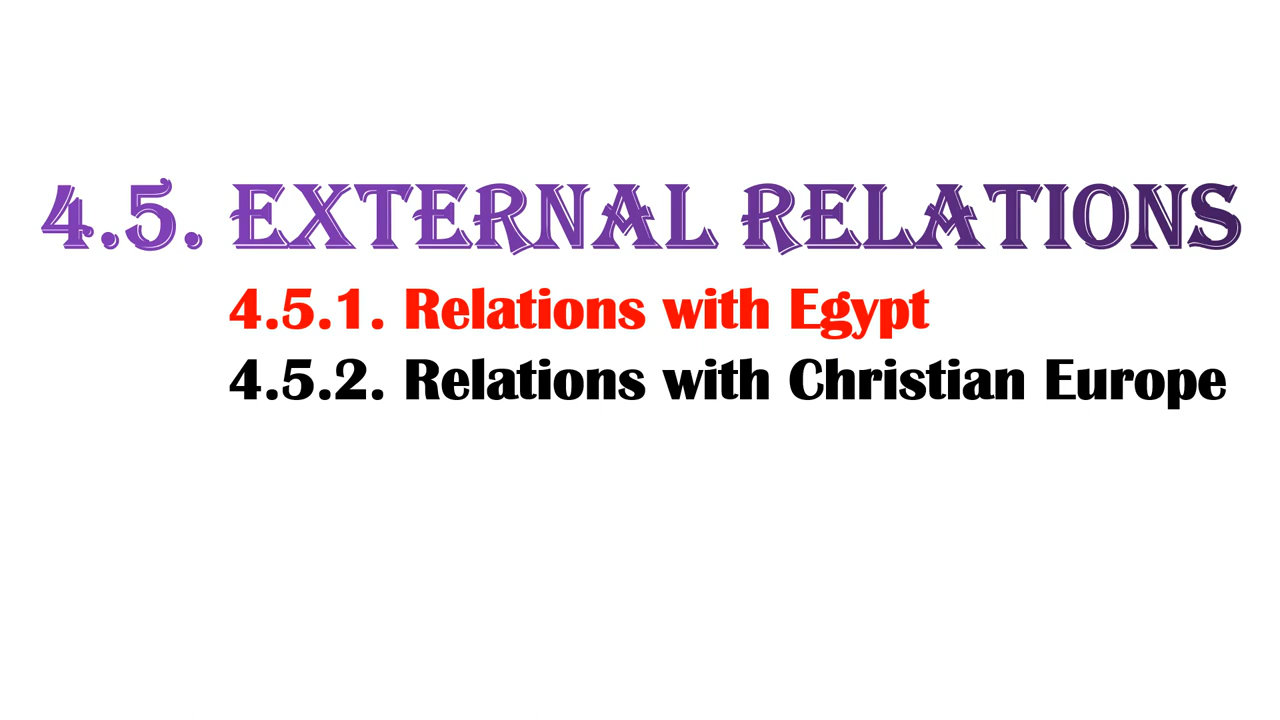 4.5. EXTERNAL RELATIONS
4.5.1. Relations with Egypt
4.5.2. Relations with Christian Europe